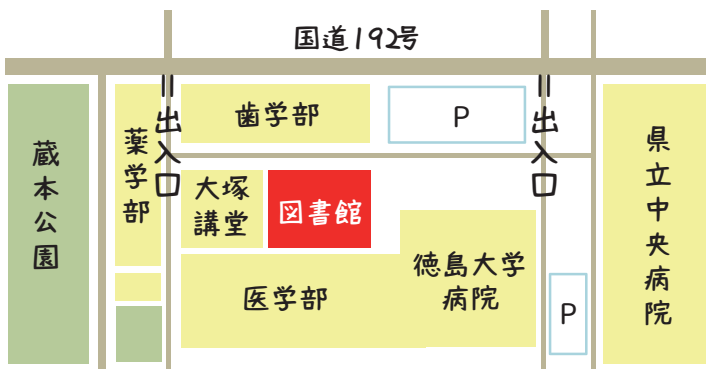 国道192号
蔵本公園
薬学部
=出入口
歯学部
P
=出入口
県立中央病院
大塚
講堂
図書館
医学部
徳島大学
病院
P